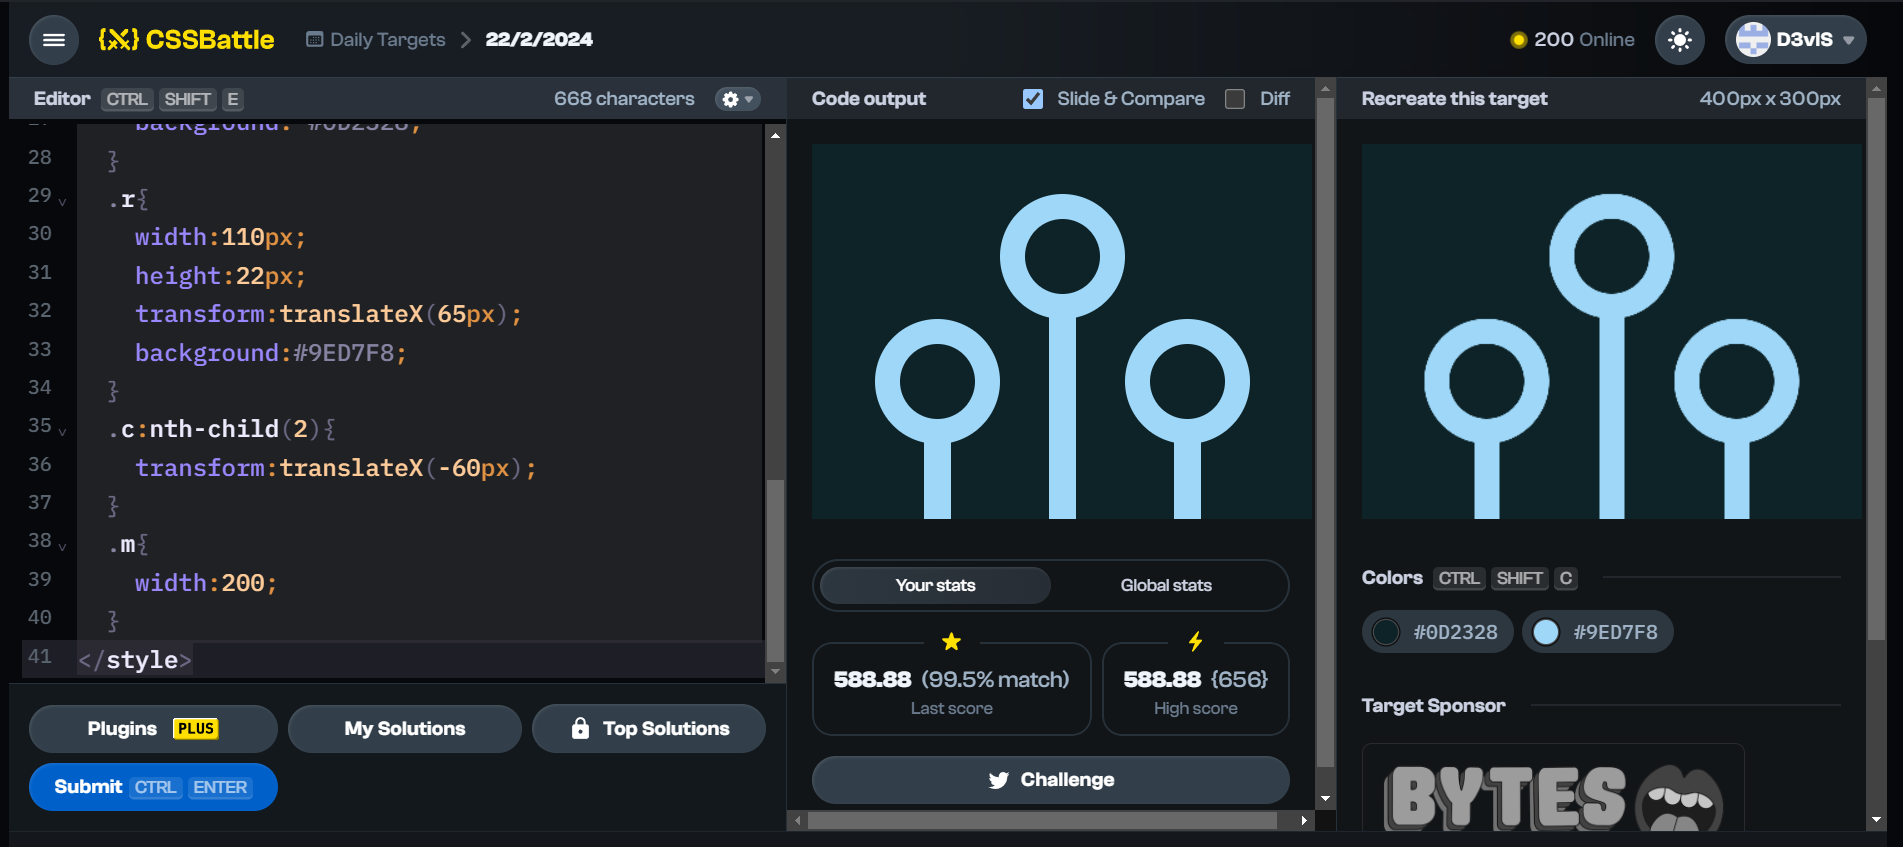 {X} CSSBattle
Daily Targets > 22/2/2024
200 Online
D3vlS
Editor CTRL SHIFT E
668 characters
27 background: #0D2328;
28 }
29 .r{
30 width:110px;
31 height:22px;
32 transform:translateX(65px);
33 background:#9ED7F8;
34 }
35 .c:nth-child(2){
36 transform:translateX(-60px);
37 }
38 .m{
39 width:200;
40 }
41 </style>
Plugins PLUS
My Solutions
Top Solutions
Submit CTRL ENTER
Code output
Slide & Compare
Diff
Your stats
Global stats
588.88 (99.5% match)
Last score
588.88 {656}
High score
Challenge
Recreate this target
400px x 300px
Colors CTRL SHIFT C
#0D2328
#9ED7F8
Target Sponsor
BYTES